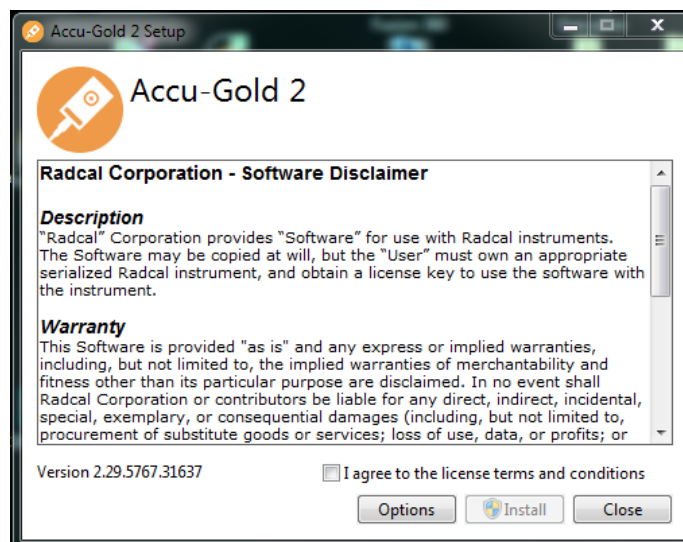 Accu-Gold 2 Setup
Accu-Gold 2
Radcal Corporation - Software Disclaimer
Description
“Radcal” Corporation provides “Software” for use with Radcal instruments.
The Software may be copied at will, but the “User” must own an appropriate
serialized Radcal instrument, and obtain a license key to use the software with
the instrument.
Warranty
This Software is provided "as is" and any express or implied warranties,
including, but not limited to, the implied warranties of merchantability and
fitness other than its particular purpose are disclaimed. In no event shall
Radcal Corporation or contributors be liable for any direct, indirect, incidental,
special, exemplary, or consequential damages (including, but not limited to,
procurement of substitute goods or services; loss of use, data, or profits; or
Version 2.29.5767.31637
I agree to the license terms and conditions
Options
Install
Close